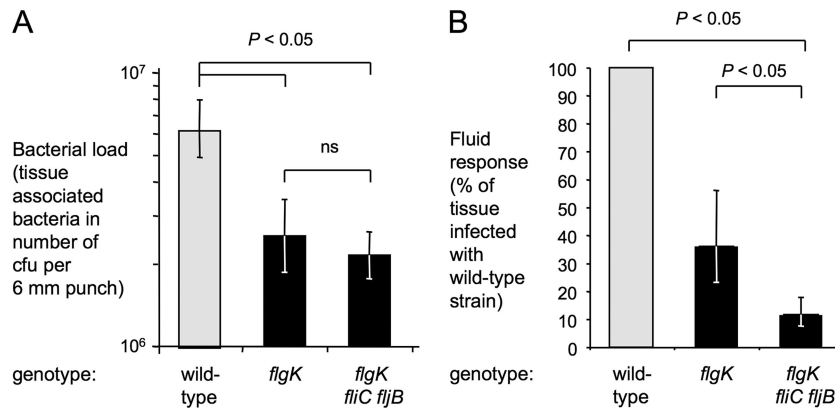 A
P < 0.05
10⁷
Bacterial load
(tissue
associated
bacteria in
number of
cfu per
6 mm punch)
ns
10⁶
genotype:
wild-
type
flgK
flgK
fliC fljB
B
P < 0.05
P < 0.05
Fluid
response
(% of
tissue
infected
with
wild-type
strain)
100
90
80
70
60
50
40
30
20
10
0
genotype:
wild-
type
flgK
flgK
fliC fljB